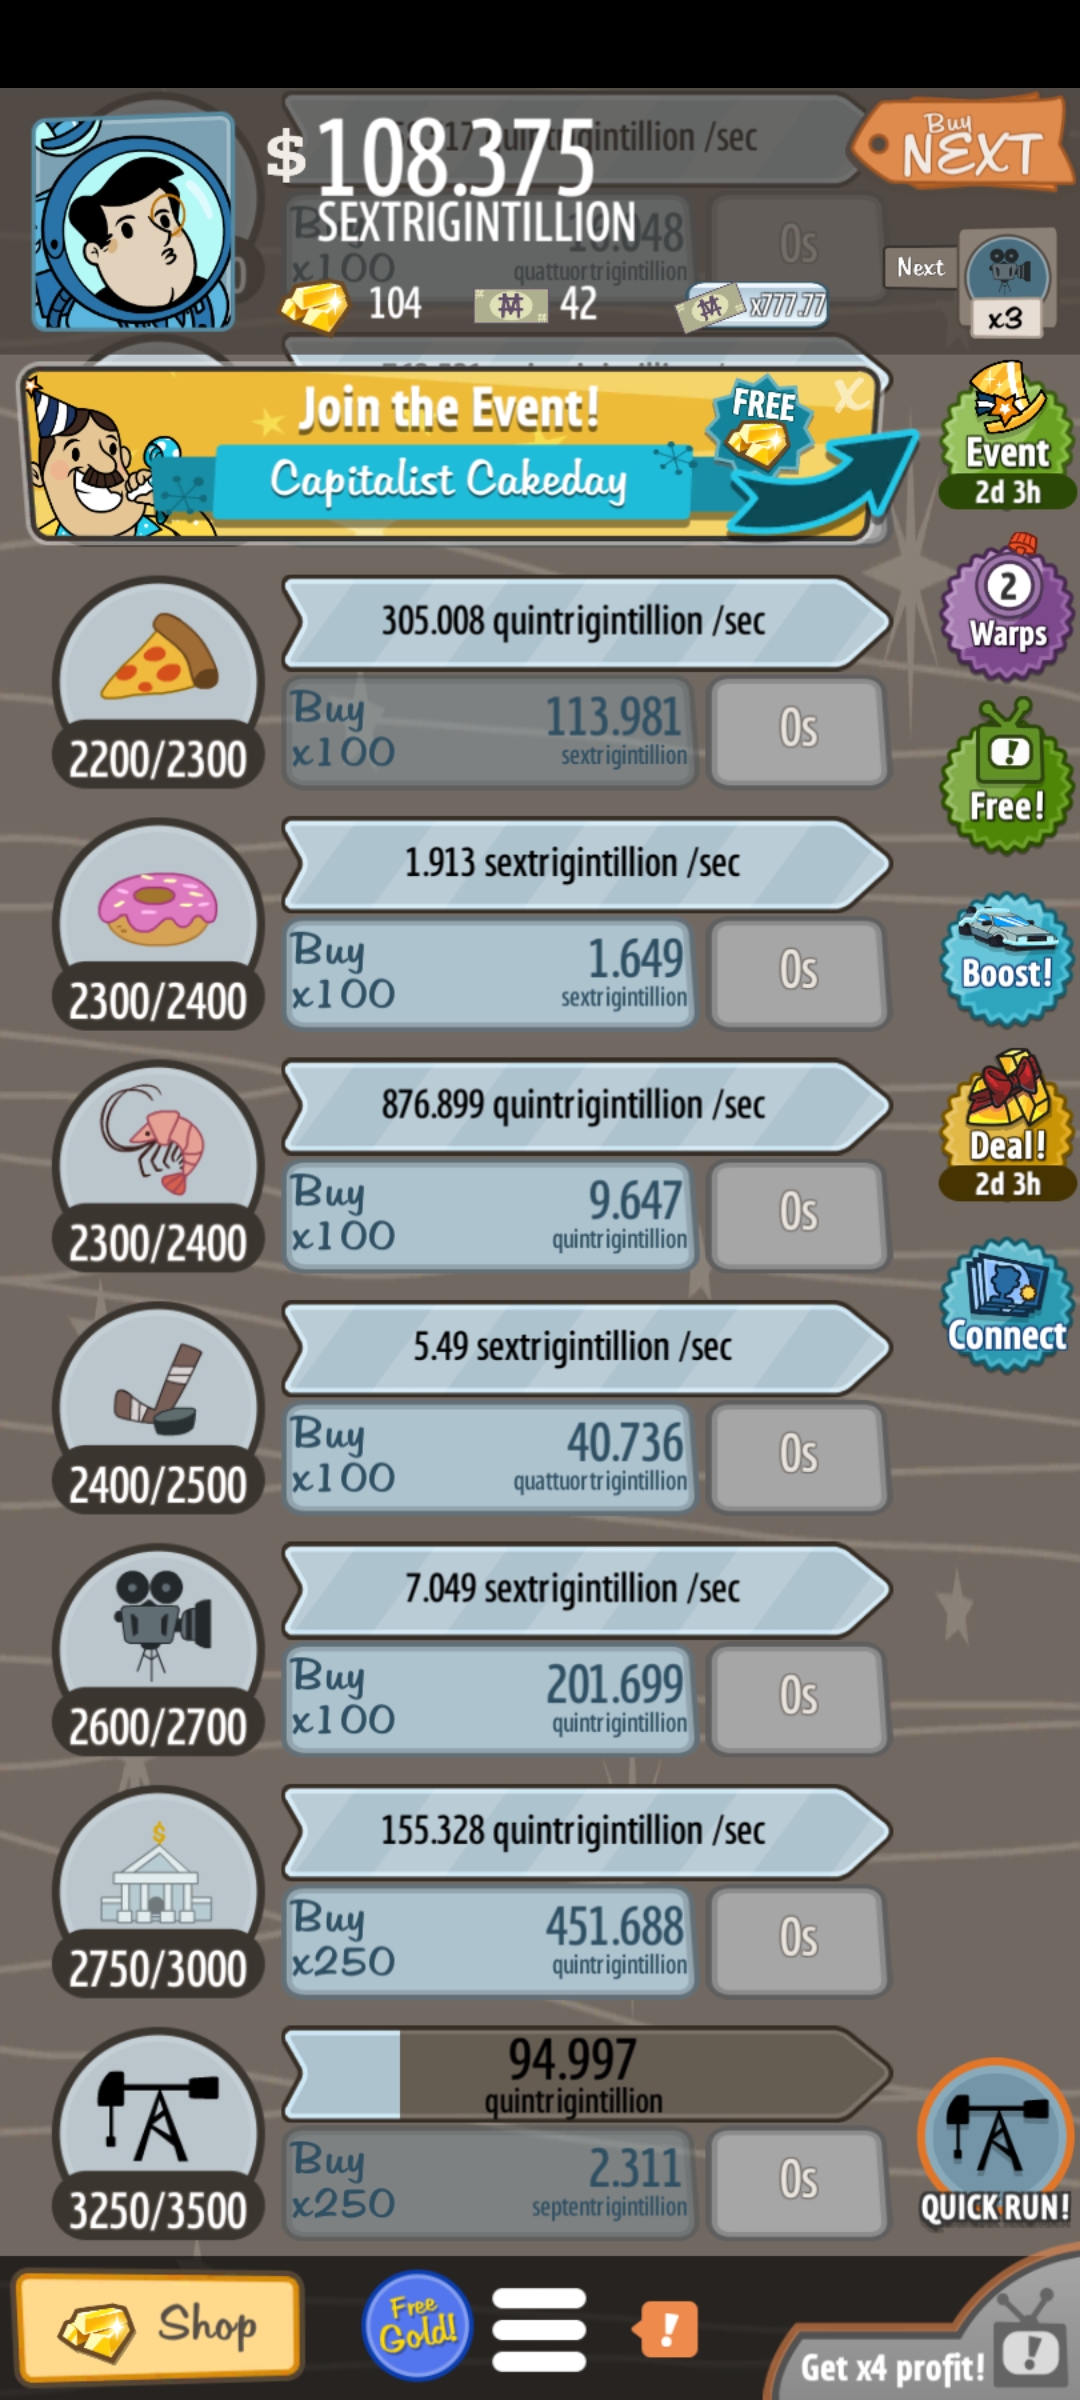 $108.375
SEXTRIGINTILLION
Buy
NEXT
quintrigintillion /sec
x100
quattuortrigintillion
0s
Next
x3
104
42
x777.77
Join the Event!
FREE
X
Capitalist Cakeday
Event
2d 3h
305.008 quintrigintillion /sec
2
Warps
2200/2300
Buy
x100
113.981
sextrigintillion
0s
!
Free!
1.913 sextrigintillion /sec
2300/2400
Buy
x100
1.649
sextrigintillion
0s
Boost!
876.899 quintrigintillion /sec
2300/2400
Buy
x100
9.647
quintrigintillion
0s
Deal!
2d 3h
5.49 sextrigintillion /sec
2400/2500
Buy
x100
40.736
quattuortrigintillion
0s
Connect
7.049 sextrigintillion /sec
2600/2700
Buy
x100
201.699
quintrigintillion
0s
$
155.328 quintrigintillion /sec
2750/3000
Buy
x250
451.688
quintrigintillion
0s
94.997
quintrigintillion
3250/3500
Buy
x250
2.311
septentrigintillion
0s
QUICK RUN!
Shop
Free
Gold!
!
Get x4 profit!
!